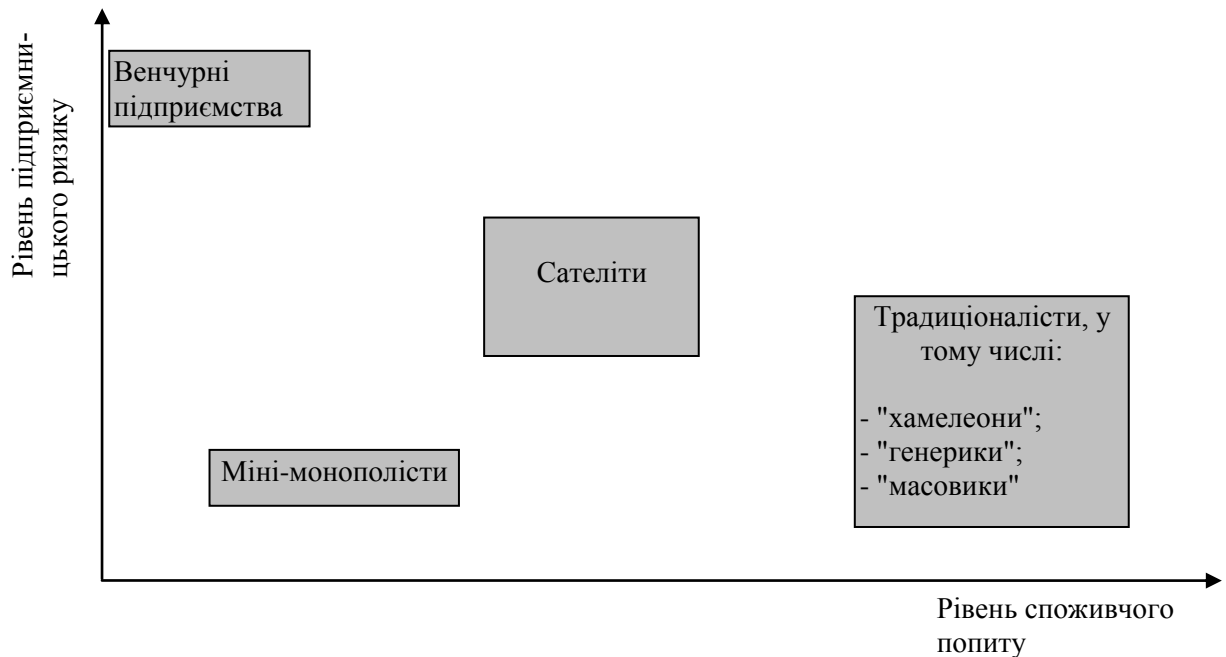 Рівень підприємни-
цького ризику
Венчурні
підприємства
Сателіти
Традиціоналісти, у
тому числі:
- "хамелеони";
- "генерики";
- "масовики"
Міні-монополісти
Рівень споживчого
попиту